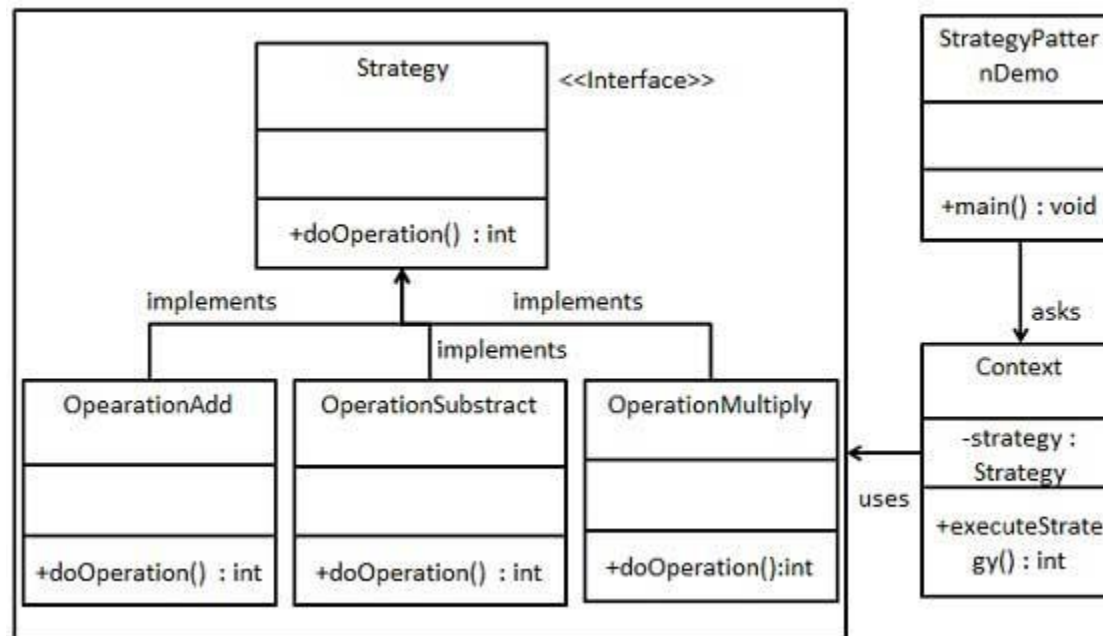 Strategy
<<Interface>>
+doOperation() : int
implements
implements
implements
OpearationAdd
+doOperation() : int
OperationSubstract
+doOperation() : int
OperationMultiply
+doOperation():int
StrategyPatter
nDemo
+main() : void
asks
Context
-strategy :
Strategy
+executeStrate
gy() : int
uses